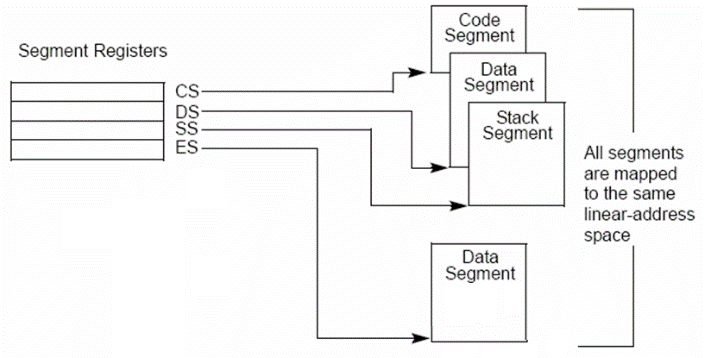 Segment Registers
CS
DS
SS
ES
Code
Segment
Data
Segment
Stack
Segment
Data
Segment
All segments
are mapped
to the same
linear-address
space